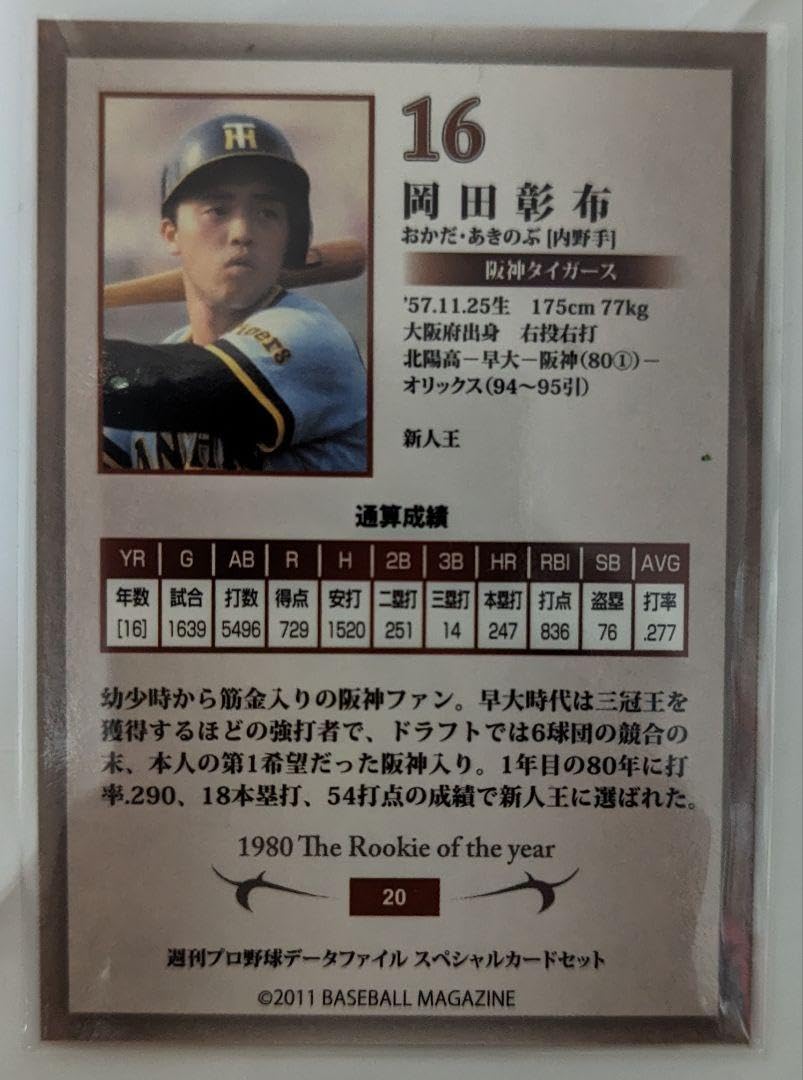 TH
igers
16
岡田彰布
おかだ・あきのぶ [内野手]
阪神タイガース
'57.11.25生 175cm 77kg
大阪府出身 右投右打
北陽高－早大－阪神(80①)－
オリックス(94～95引)
新人王
通算成績
YR G AB R H 2B 3B HR RBI SB AVG
年数 試合 打数 得点 安打 二塁打 三塁打 本塁打 打点 盗塁 打率
[16] 1639 5496 729 1520 251 14 247 836 76 .277
幼少時から筋金入りの阪神ファン。早大時代は三冠王を
獲得するほどの強打者で、ドラフトでは6球団の競合の
末、本人の第1希望だった阪神入り。1年目の80年に打
率.290、18本塁打、54打点の成績で新人王に選ばれた。
1980 The Rookie of the year
20
週刊プロ野球データファイル スペシャルカードセット
©2011 BASEBALL MAGAZINE